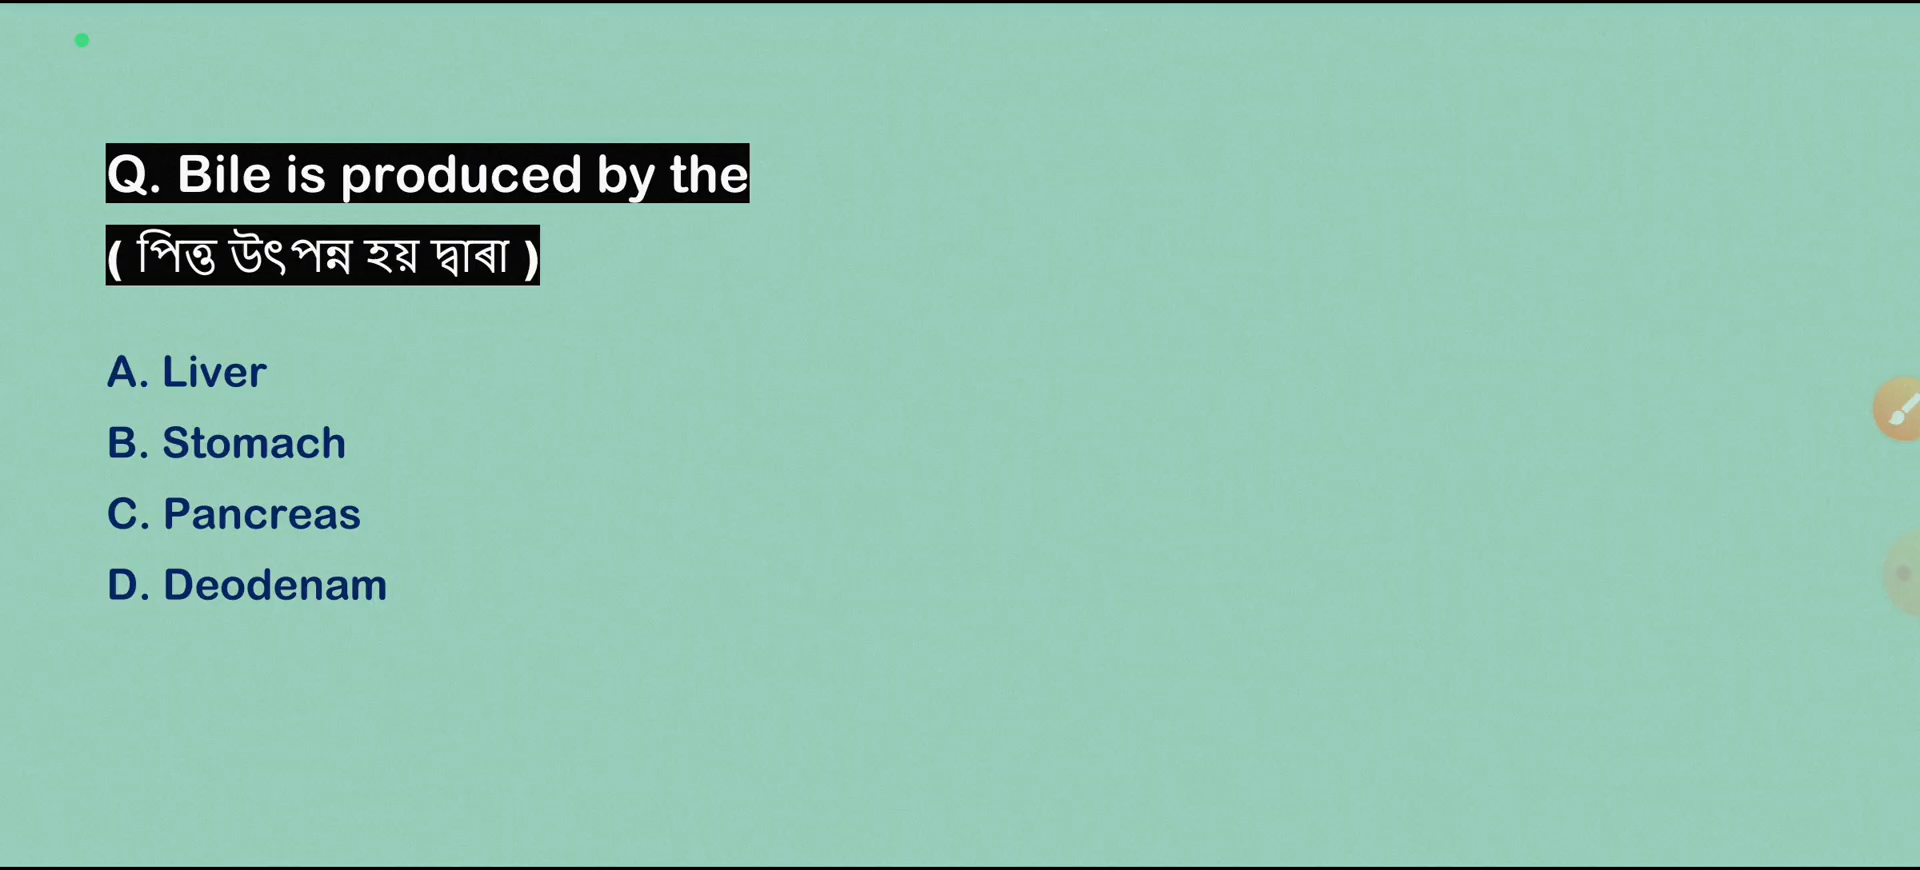 Q. Bile is produced by the
( পিত্ত উৎপন্ন হয় দ্বাৰা )
A. Liver
B. Stomach
C. Pancreas
D. Deodenam